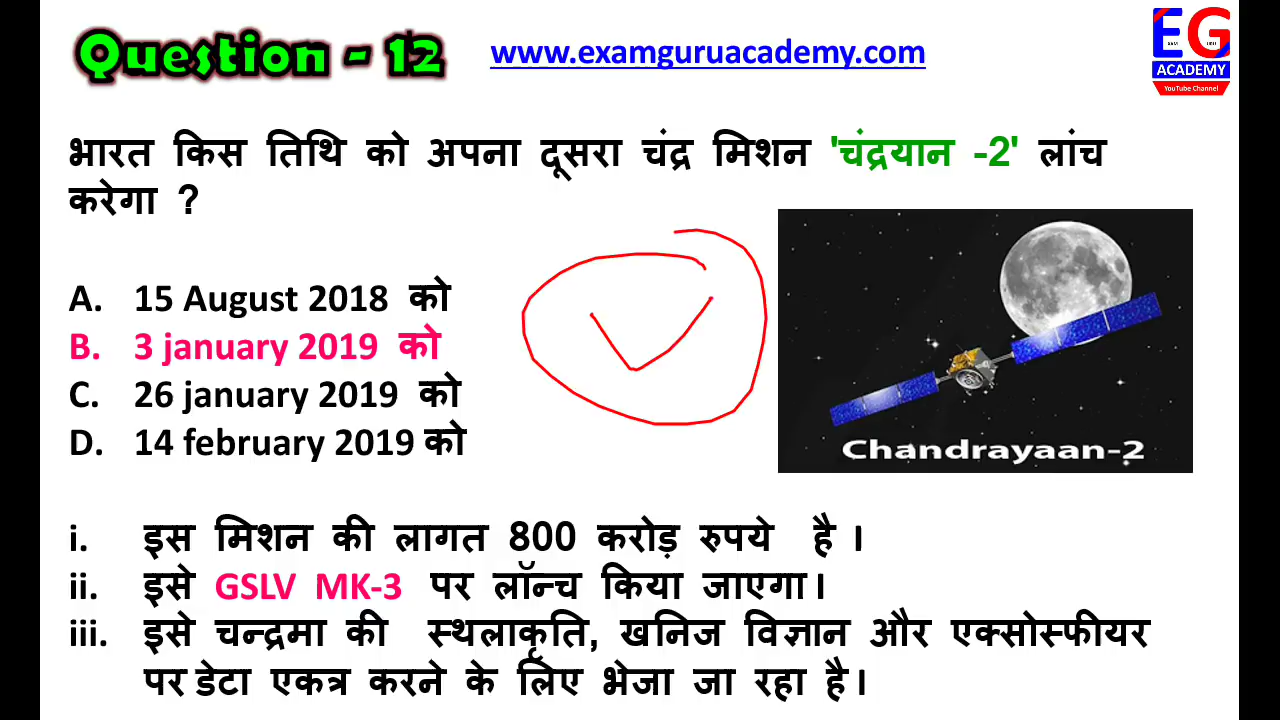 Question - 12
www.examguruacademy.com
EG
EXAM GURU
ACADEMY
YouTube Channel
भारत किस तिथि को अपना दूसरा चंद्र मिशन 'चंद्रयान -2' लांच
करेगा ?
A. 15 August 2018 को
B. 3 january 2019 को
C. 26 january 2019 को
D. 14 february 2019 को
Chandrayaan-2
i. इस मिशन की लागत 800 करोड़ रुपये है ।
ii. इसे GSLV MK-3 पर लॉन्च किया जाएगा।
iii. इसे चन्द्रमा की स्थलाकृति, खनिज विज्ञान और एक्सोस्फीयर
पर डेटा एकत्र करने के लिए भेजा जा रहा है।